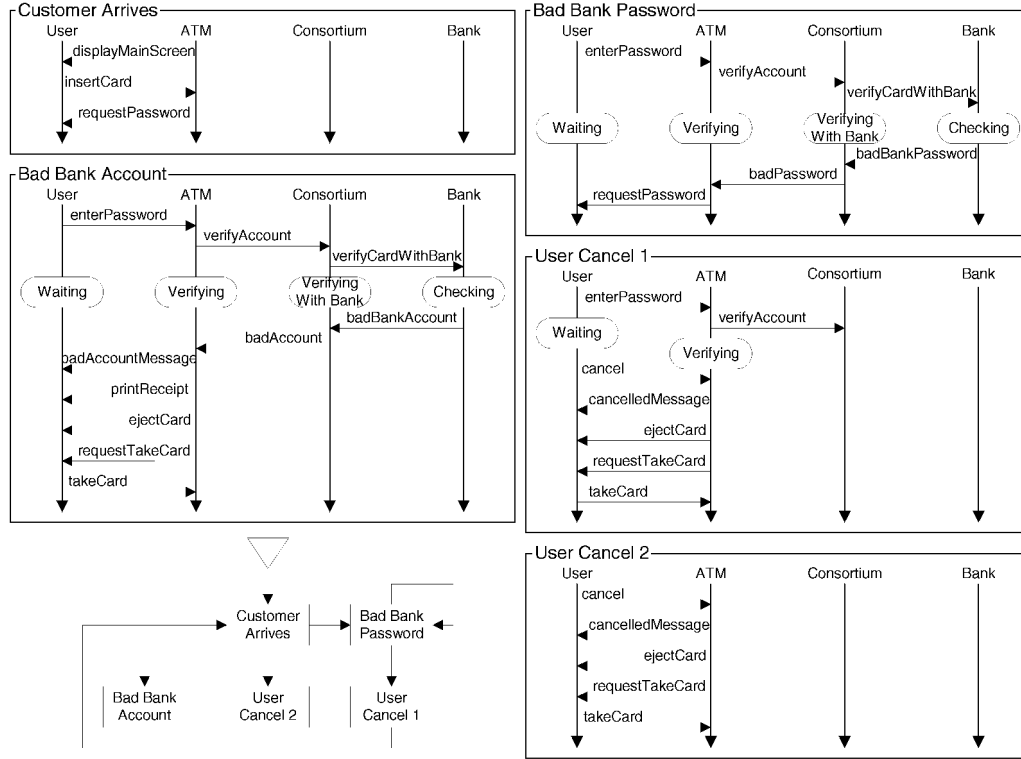 Customer Arrives
User ATM Consortium Bank
displayMainScreen
insertCard
requestPassword
Bad Bank Account
User ATM Consortium Bank
enterPassword
verifyAccount
verifyCardWithBank
Waiting Verifying Verifying With Bank Checking
badBankAccount
badAccount
badAccountMessage
printReceipt
ejectCard
requestTakeCard
takeCard
Customer
Arrives
Bad Bank
Password
Bad Bank
Account
User
Cancel 2
User
Cancel 1
Bad Bank Password
User ATM Consortium Bank
enterPassword
verifyAccount
verifyCardWithBank
Waiting Verifying Verifying With Bank Checking
badBankPassword
badPassword
requestPassword
User Cancel 1
User ATM Consortium Bank
enterPassword
verifyAccount
Waiting
Verifying
cancel
cancelledMessage
ejectCard
requestTakeCard
takeCard
User Cancel 2
User ATM Consortium Bank
cancel
cancelledMessage
ejectCard
requestTakeCard
takeCard